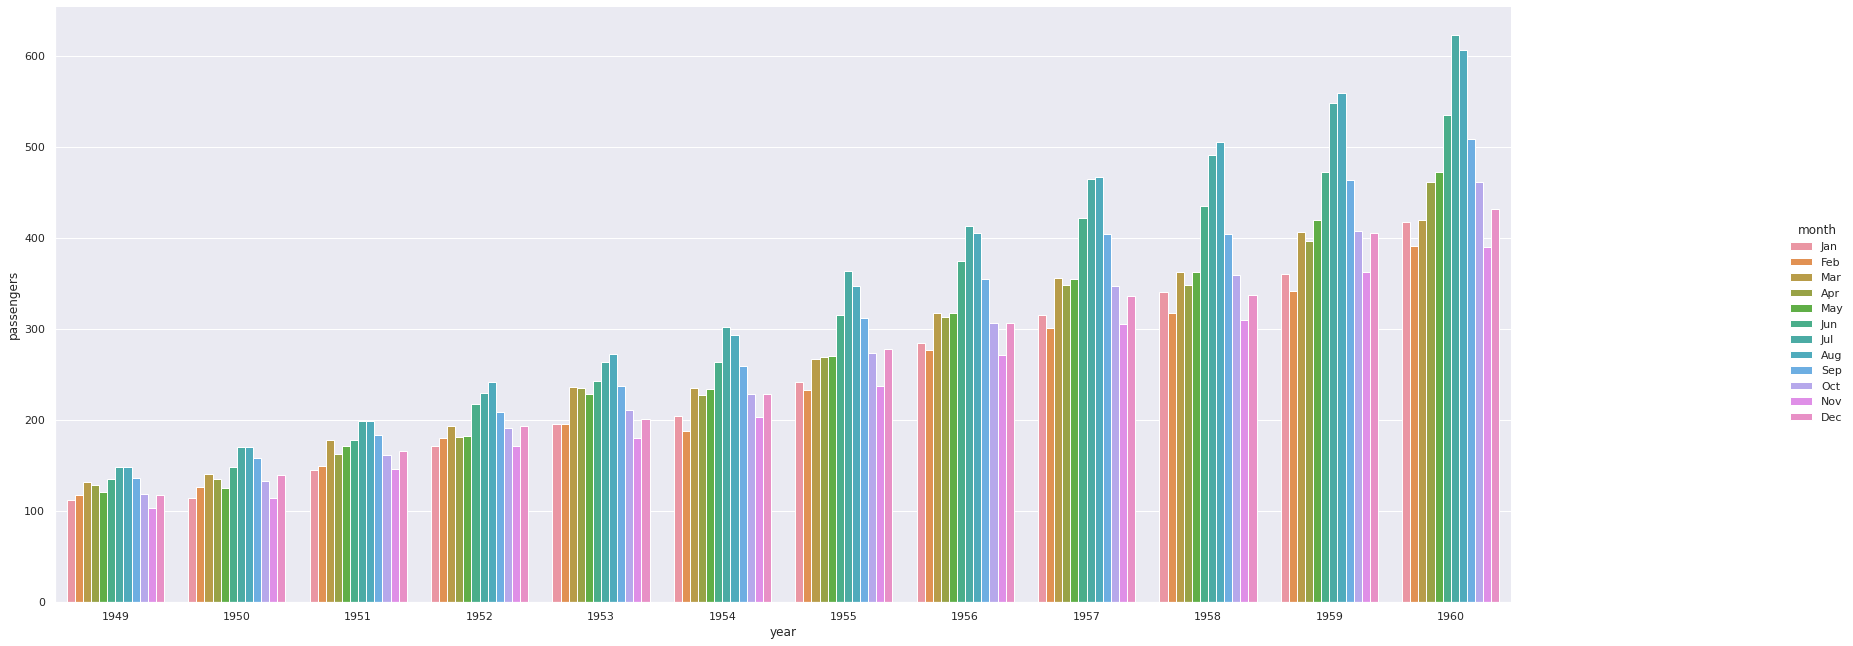 passengers
600
500
400
300
200
100
0
1949 1950 1951 1952 1953 1954 1955 1956 1957 1958 1959 1960
year
month
Jan
Feb
Mar
Apr
May
Jun
Jul
Aug
Sep
Oct
Nov
Dec